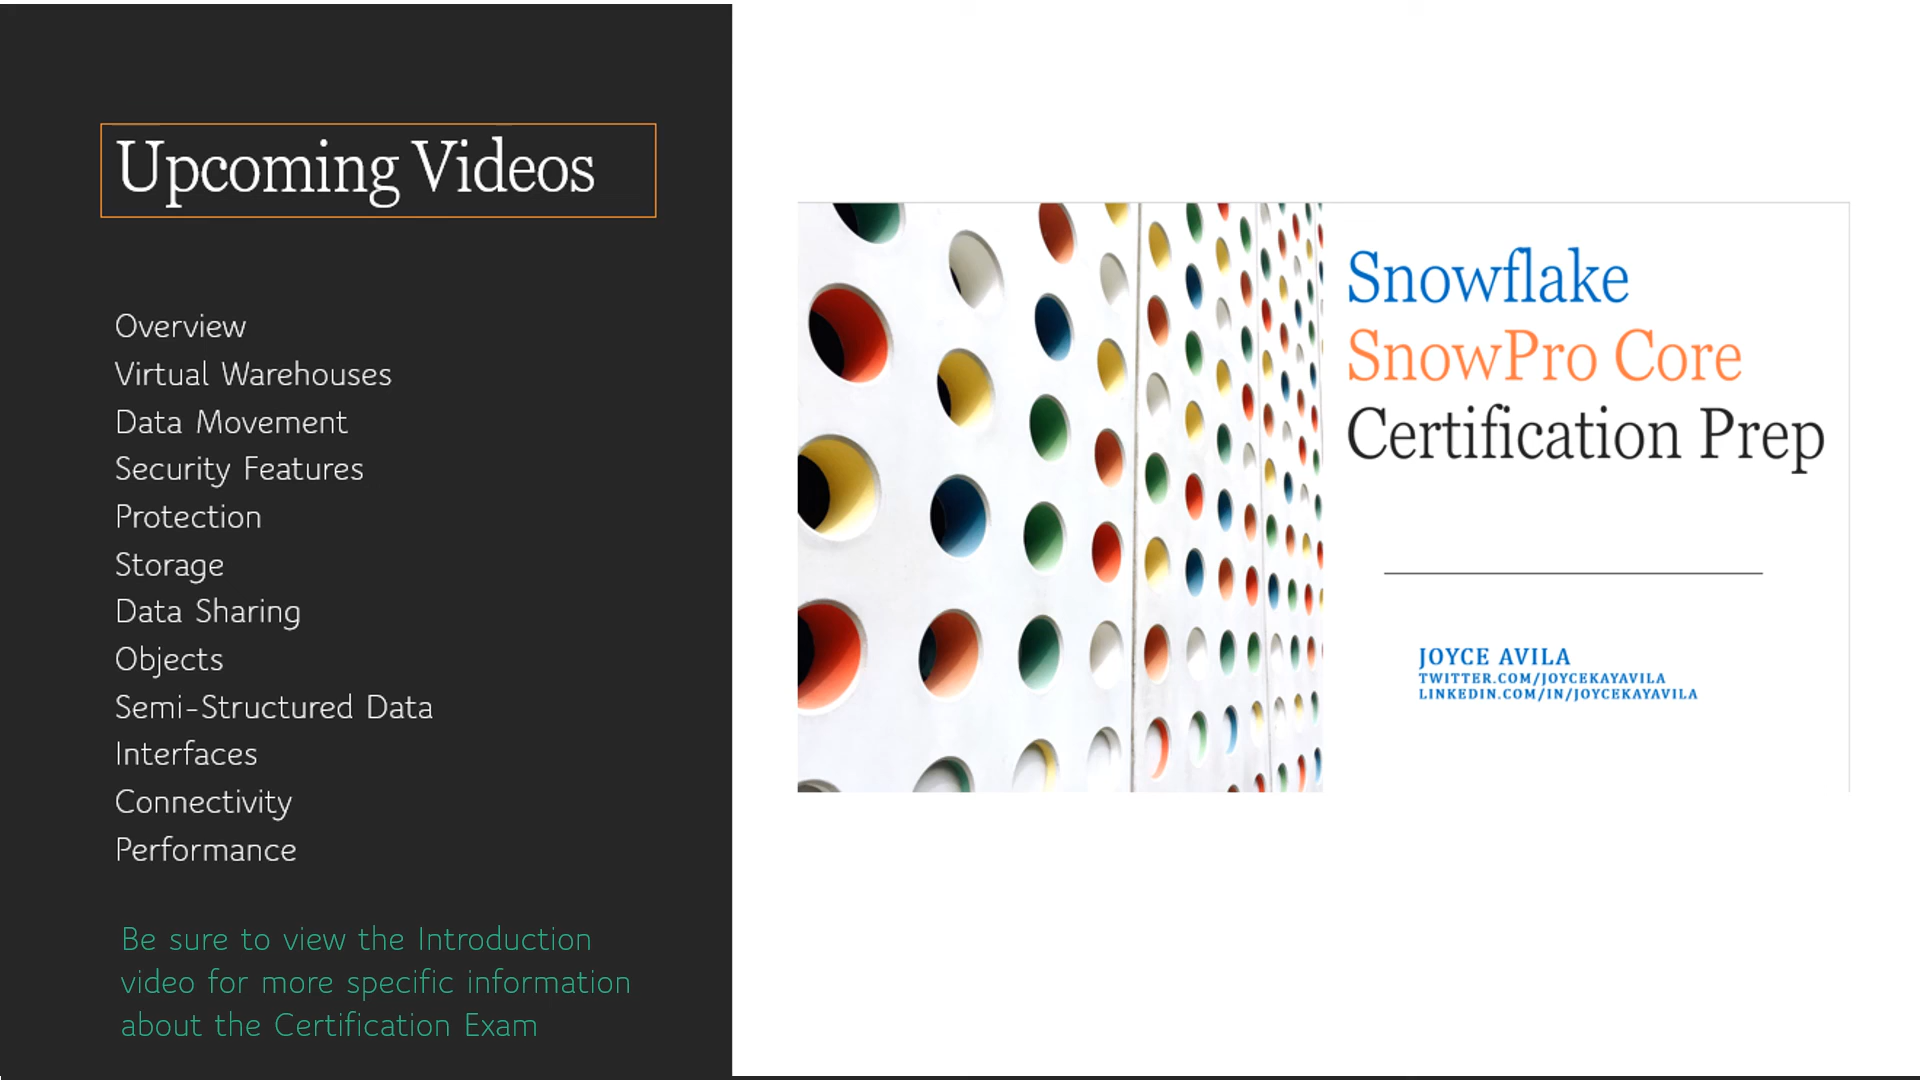 Upcoming Videos
Overview
Virtual Warehouses
Data Movement
Security Features
Protection
Storage
Data Sharing
Objects
Semi-Structured Data
Interfaces
Connectivity
Performance
Be sure to view the Introduction
video for more specific information
about the Certification Exam
Snowflake
SnowPro Core
Certification Prep
JOYCE AVILA
TWITTER.COM/JOYCEKAYAVILA
LINKEDIN.COM/IN/JOYCEKAYAVILA